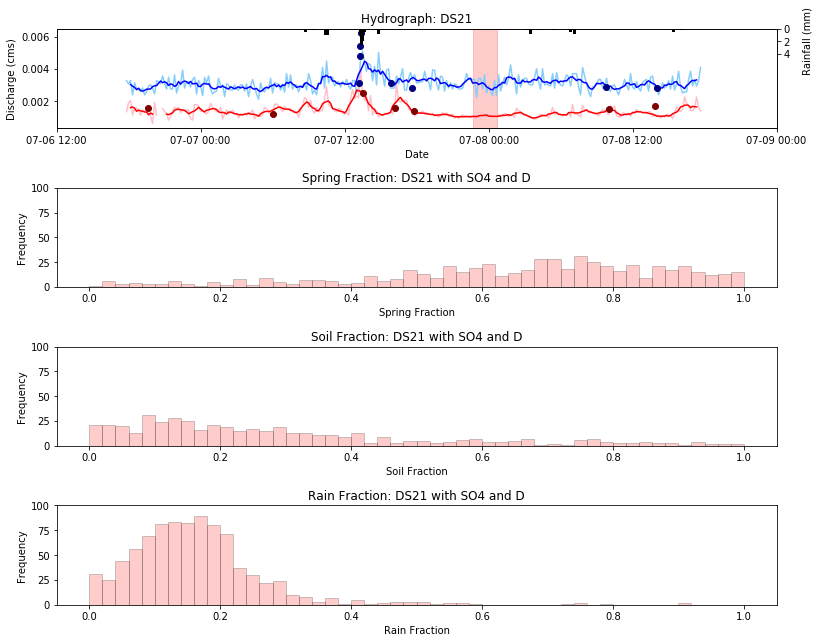 Hydrograph: DS21
0.006
0.004
0.002
Discharge (cms)
0
2
4
Rainfall (mm)
07-06 12:00 07-07 00:00 07-07 12:00 07-08 00:00 07-08 12:00 07-09 00:00
Date
Spring Fraction: DS21 with SO4 and D
100
75
50
25
0
Frequency
0.0 0.2 0.4 0.6 0.8 1.0
Spring Fraction
Soil Fraction: DS21 with SO4 and D
100
75
50
25
0
Frequency
0.0 0.2 0.4 0.6 0.8 1.0
Soil Fraction
Rain Fraction: DS21 with SO4 and D
100
75
50
25
0
Frequency
0.0 0.2 0.4 0.6 0.8 1.0
Rain Fraction